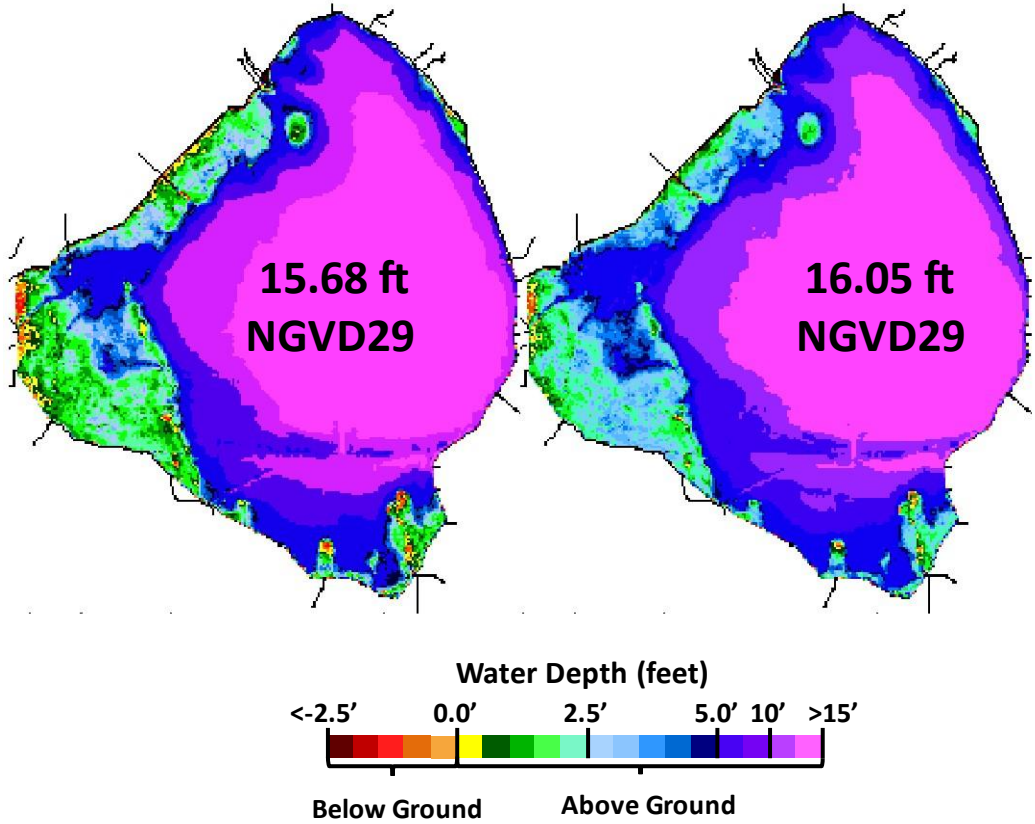 15.68 ft
NGVD29
16.05 ft
NGVD29
Water Depth (feet)
<-2.5’ 0.0’ 2.5’ 5.0’ 10’ >15’
Below Ground Above Ground